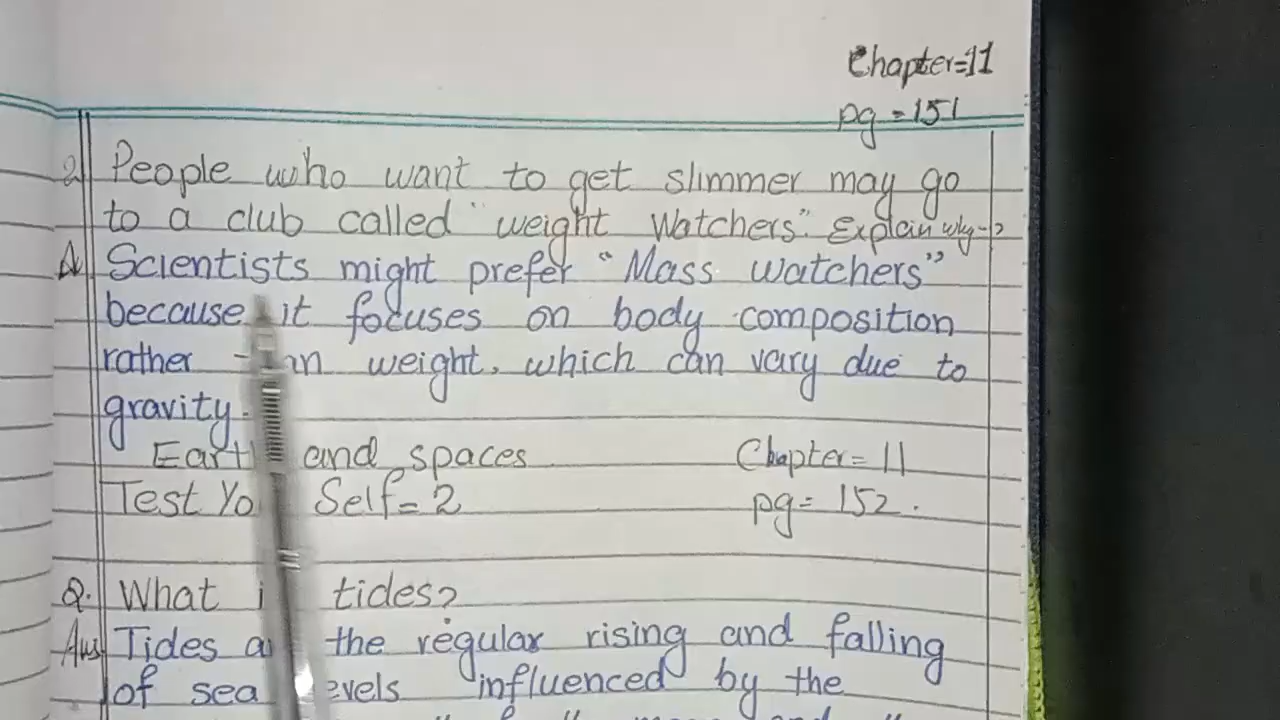 Chapter=11
pg=151
2 People who want to get slimmer may go
to a club called "weight Watchers". Explain why-?
A Scientists might prefer "Mass watchers"
because it focuses on body composition
rather weight, which can vary due to
gravity.
and spaces Chapter=11
Test Self=2 pg=152.
Q. What tides?
Ans Tides the regular rising and falling
of sea influenced by the